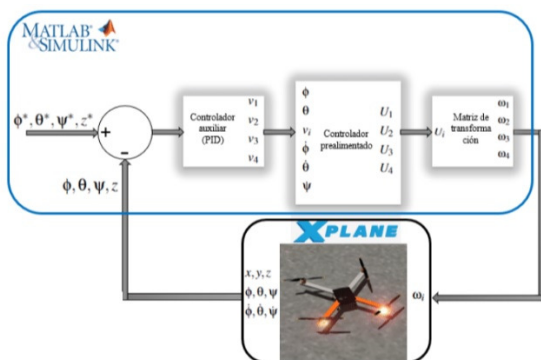 MATLAB®
&SIMULINK®
ϕ*, θ*, ψ*, z*
+
-
ϕ, θ, ψ, z
Controlador
auxiliar
(PID)
v₁
v₂
v₃
v₄
ϕ
θ
vᵢ
ϕ̇
θ̇
ψ
Controlador
prealimentado
U₁
U₂
U₃
U₄
Uᵢ
Matriz de
transforma
ción
ω₁
ω₂
ω₃
ω₄
XPLANE
x, y, z
ϕ, θ, ψ
ϕ̇, θ̇, ψ̇
ωᵢ